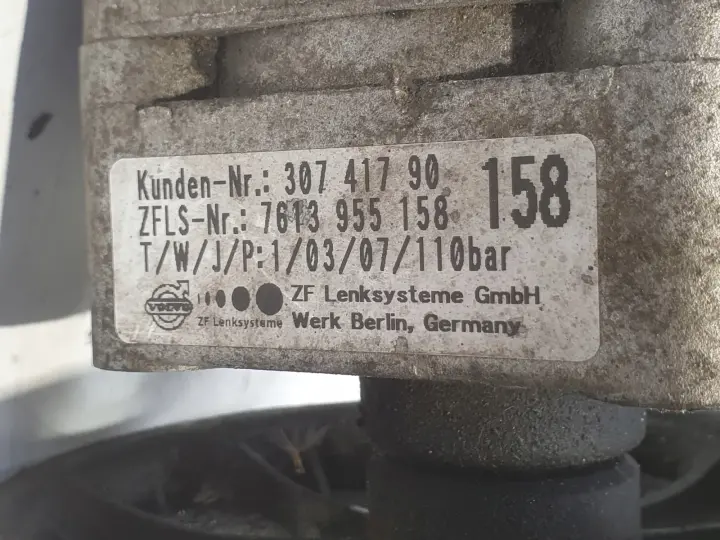 Kunden-Nr.: 307 417 90
158
ZFLS-Nr.: 7613 955 158
T/W/J/P:1/03/07/110bar
VOLVO
ZF Lenksysteme
ZF Lenksysteme GmbH
Werk Berlin, Germany